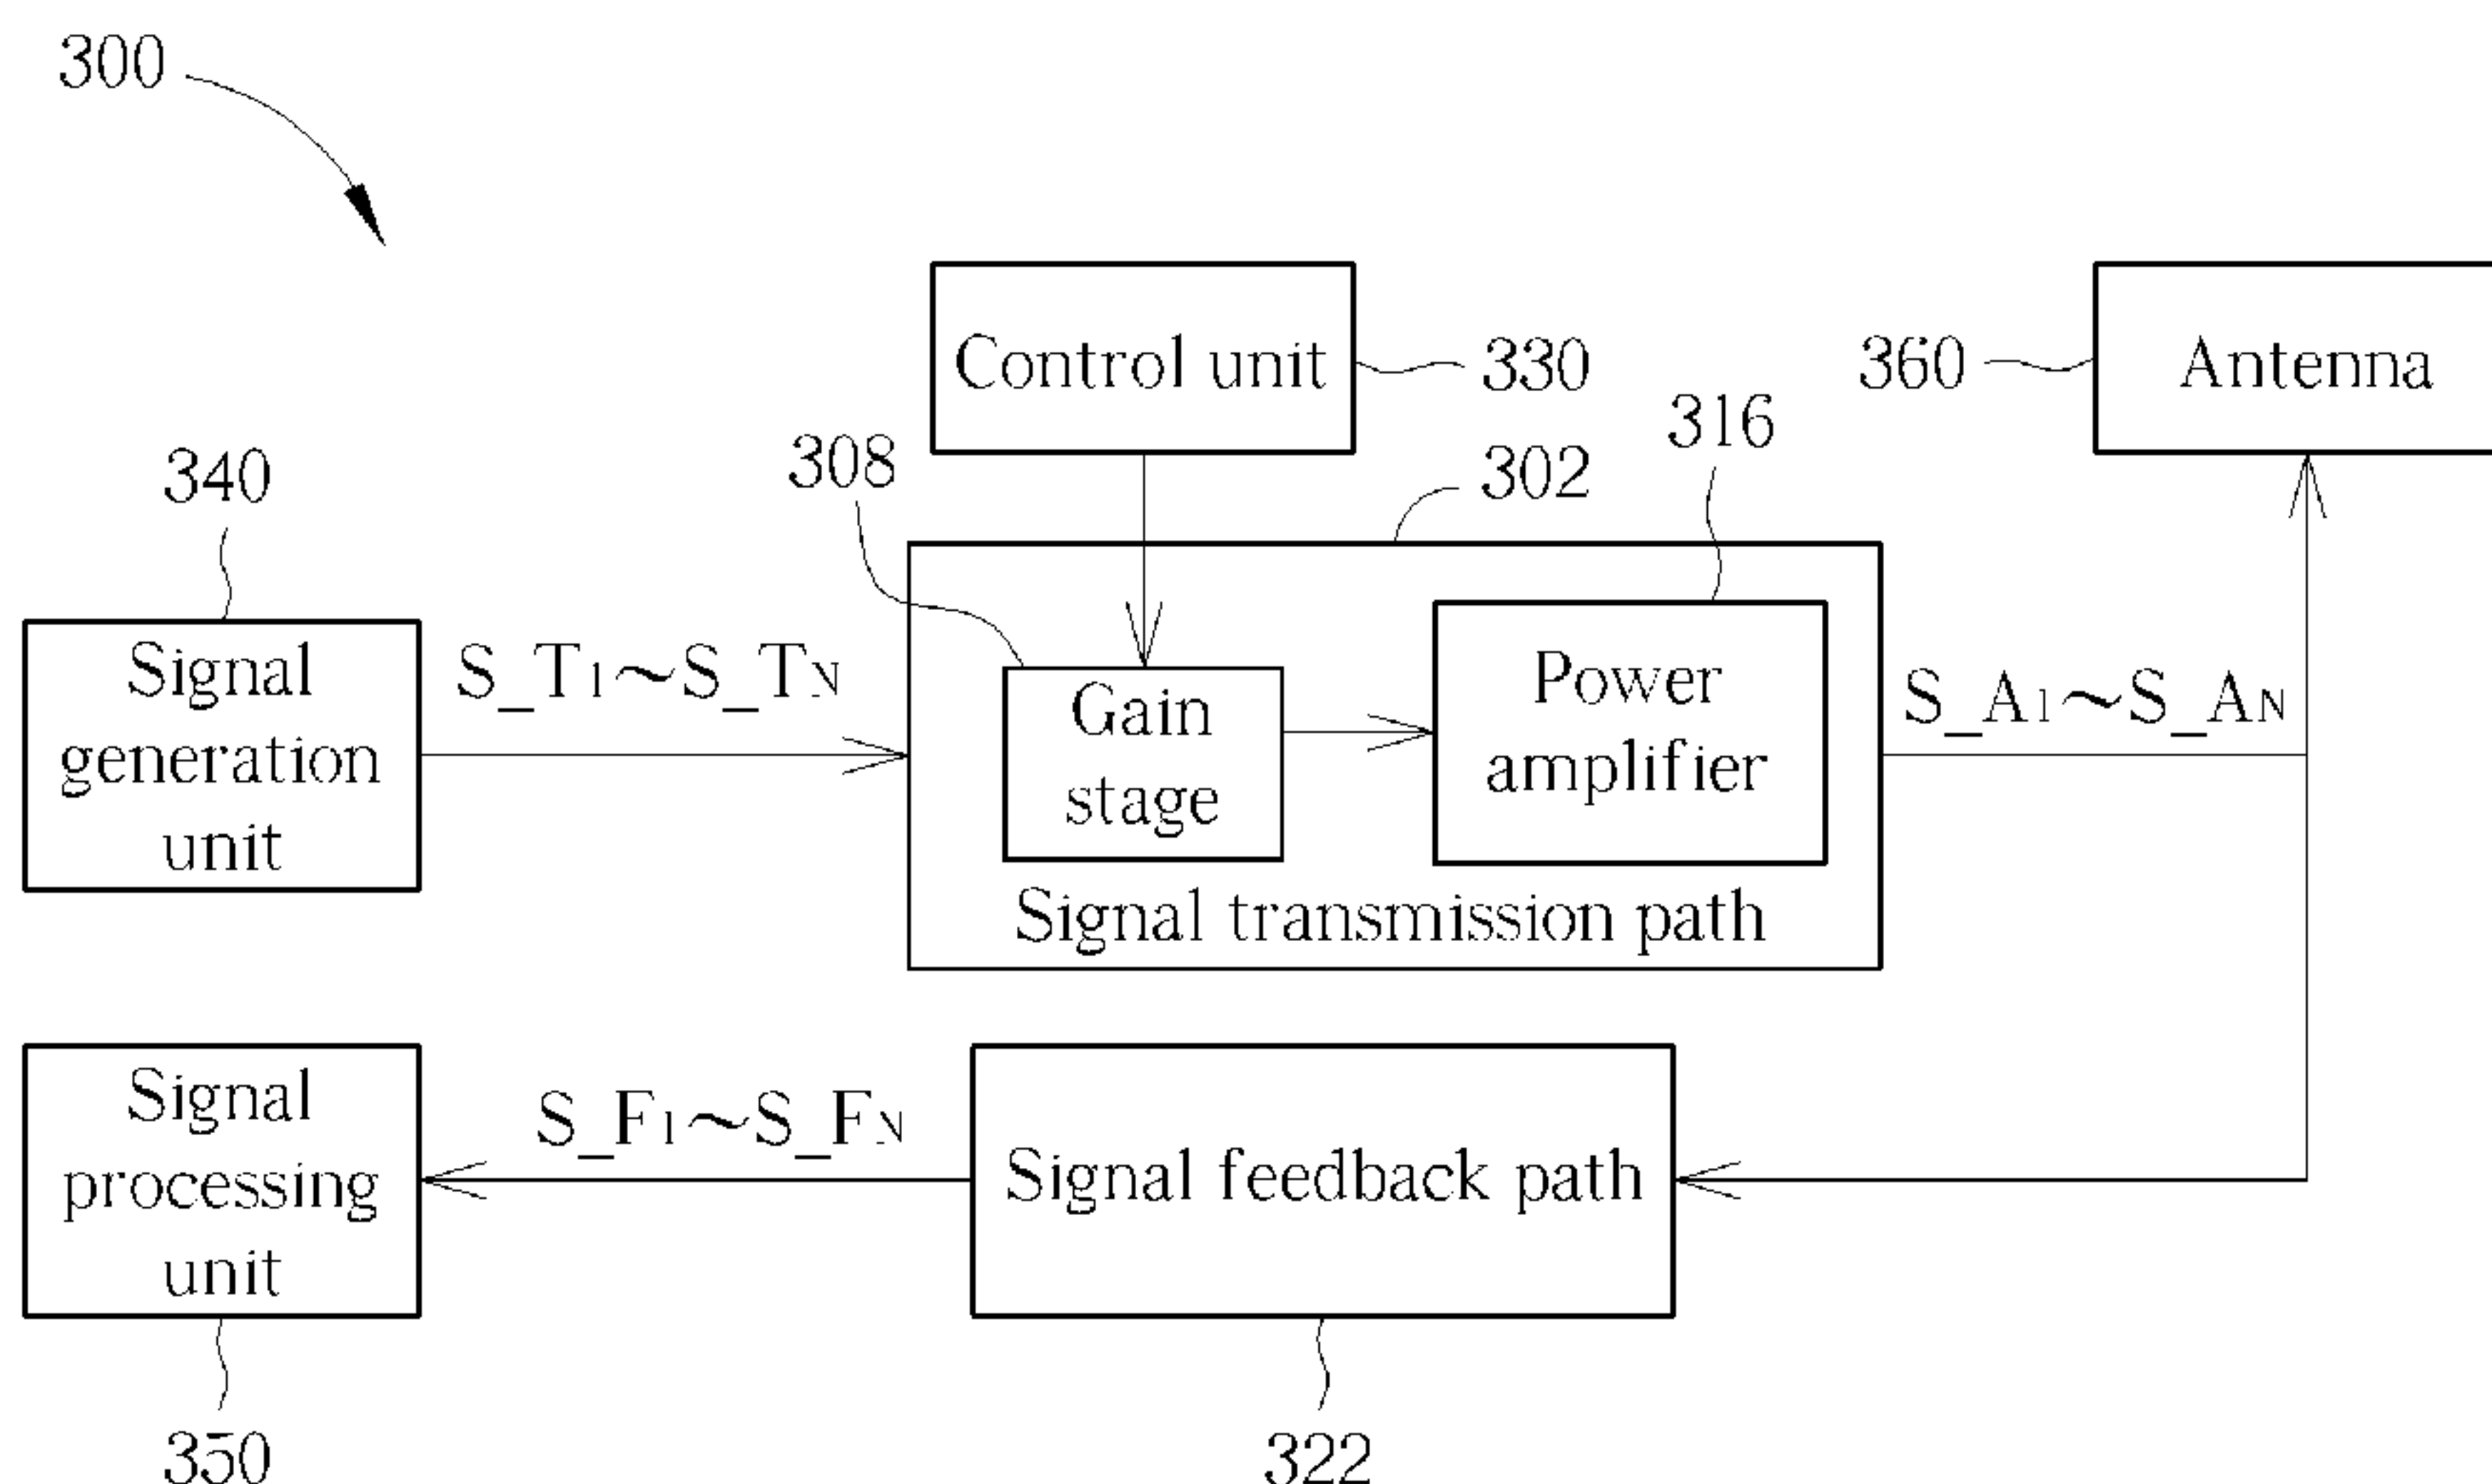 300
Control unit
330
360
Antenna
316
308
302
340
Signal
generation
unit
S_T1~S_TN
Gain
stage
Power
amplifier
S_A1~S_AN
Signal transmission path
Signal
processing
unit
S_F1~S_FN
Signal feedback path
350
322